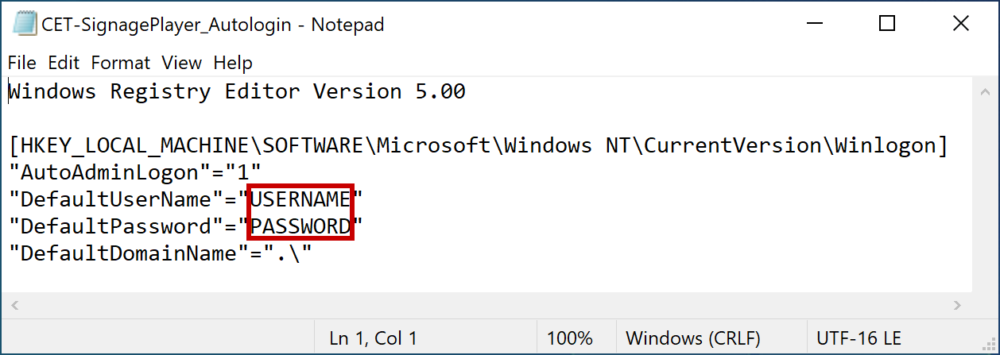 CET-SignagePlayer_Autologin - Notepad
File Edit Format View Help
Windows Registry Editor Version 5.00
[HKEY_LOCAL_MACHINE\SOFTWARE\Microsoft\Windows NT\CurrentVersion\Winlogon]
"AutoAdminLogon"="1"
"DefaultUserName"="USERNAME"
"DefaultPassword"="PASSWORD"
"DefaultDomainName"=".\"
Ln 1, Col 1 100% Windows (CRLF) UTF-16 LE